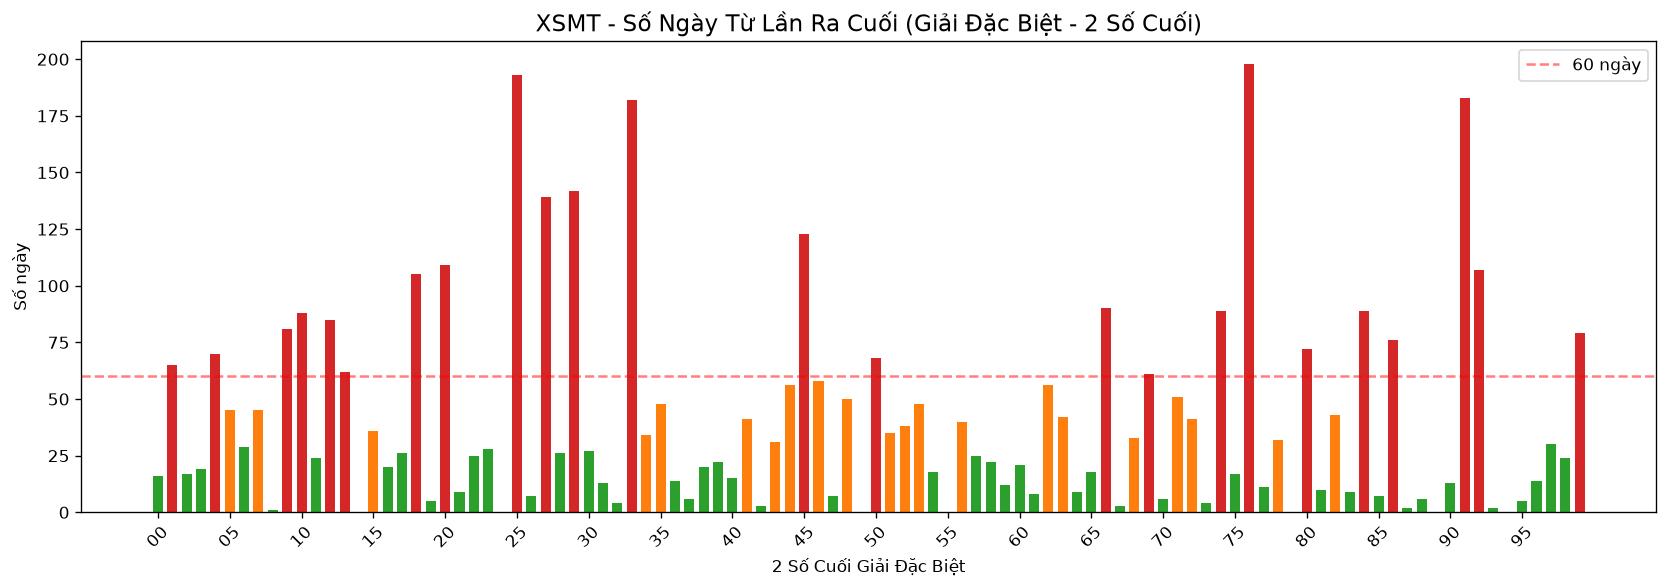 XSMT - Số Ngày Từ Lần Ra Cuối (Giải Đặc Biệt - 2 Số Cuối)
60 ngày
Số ngày
200
175
150
125
100
75
50
25
0
00 05 10 15 20 25 30 35 40 45 50 55 60 65 70 75 80 85 90 95
2 Số Cuối Giải Đặc Biệt